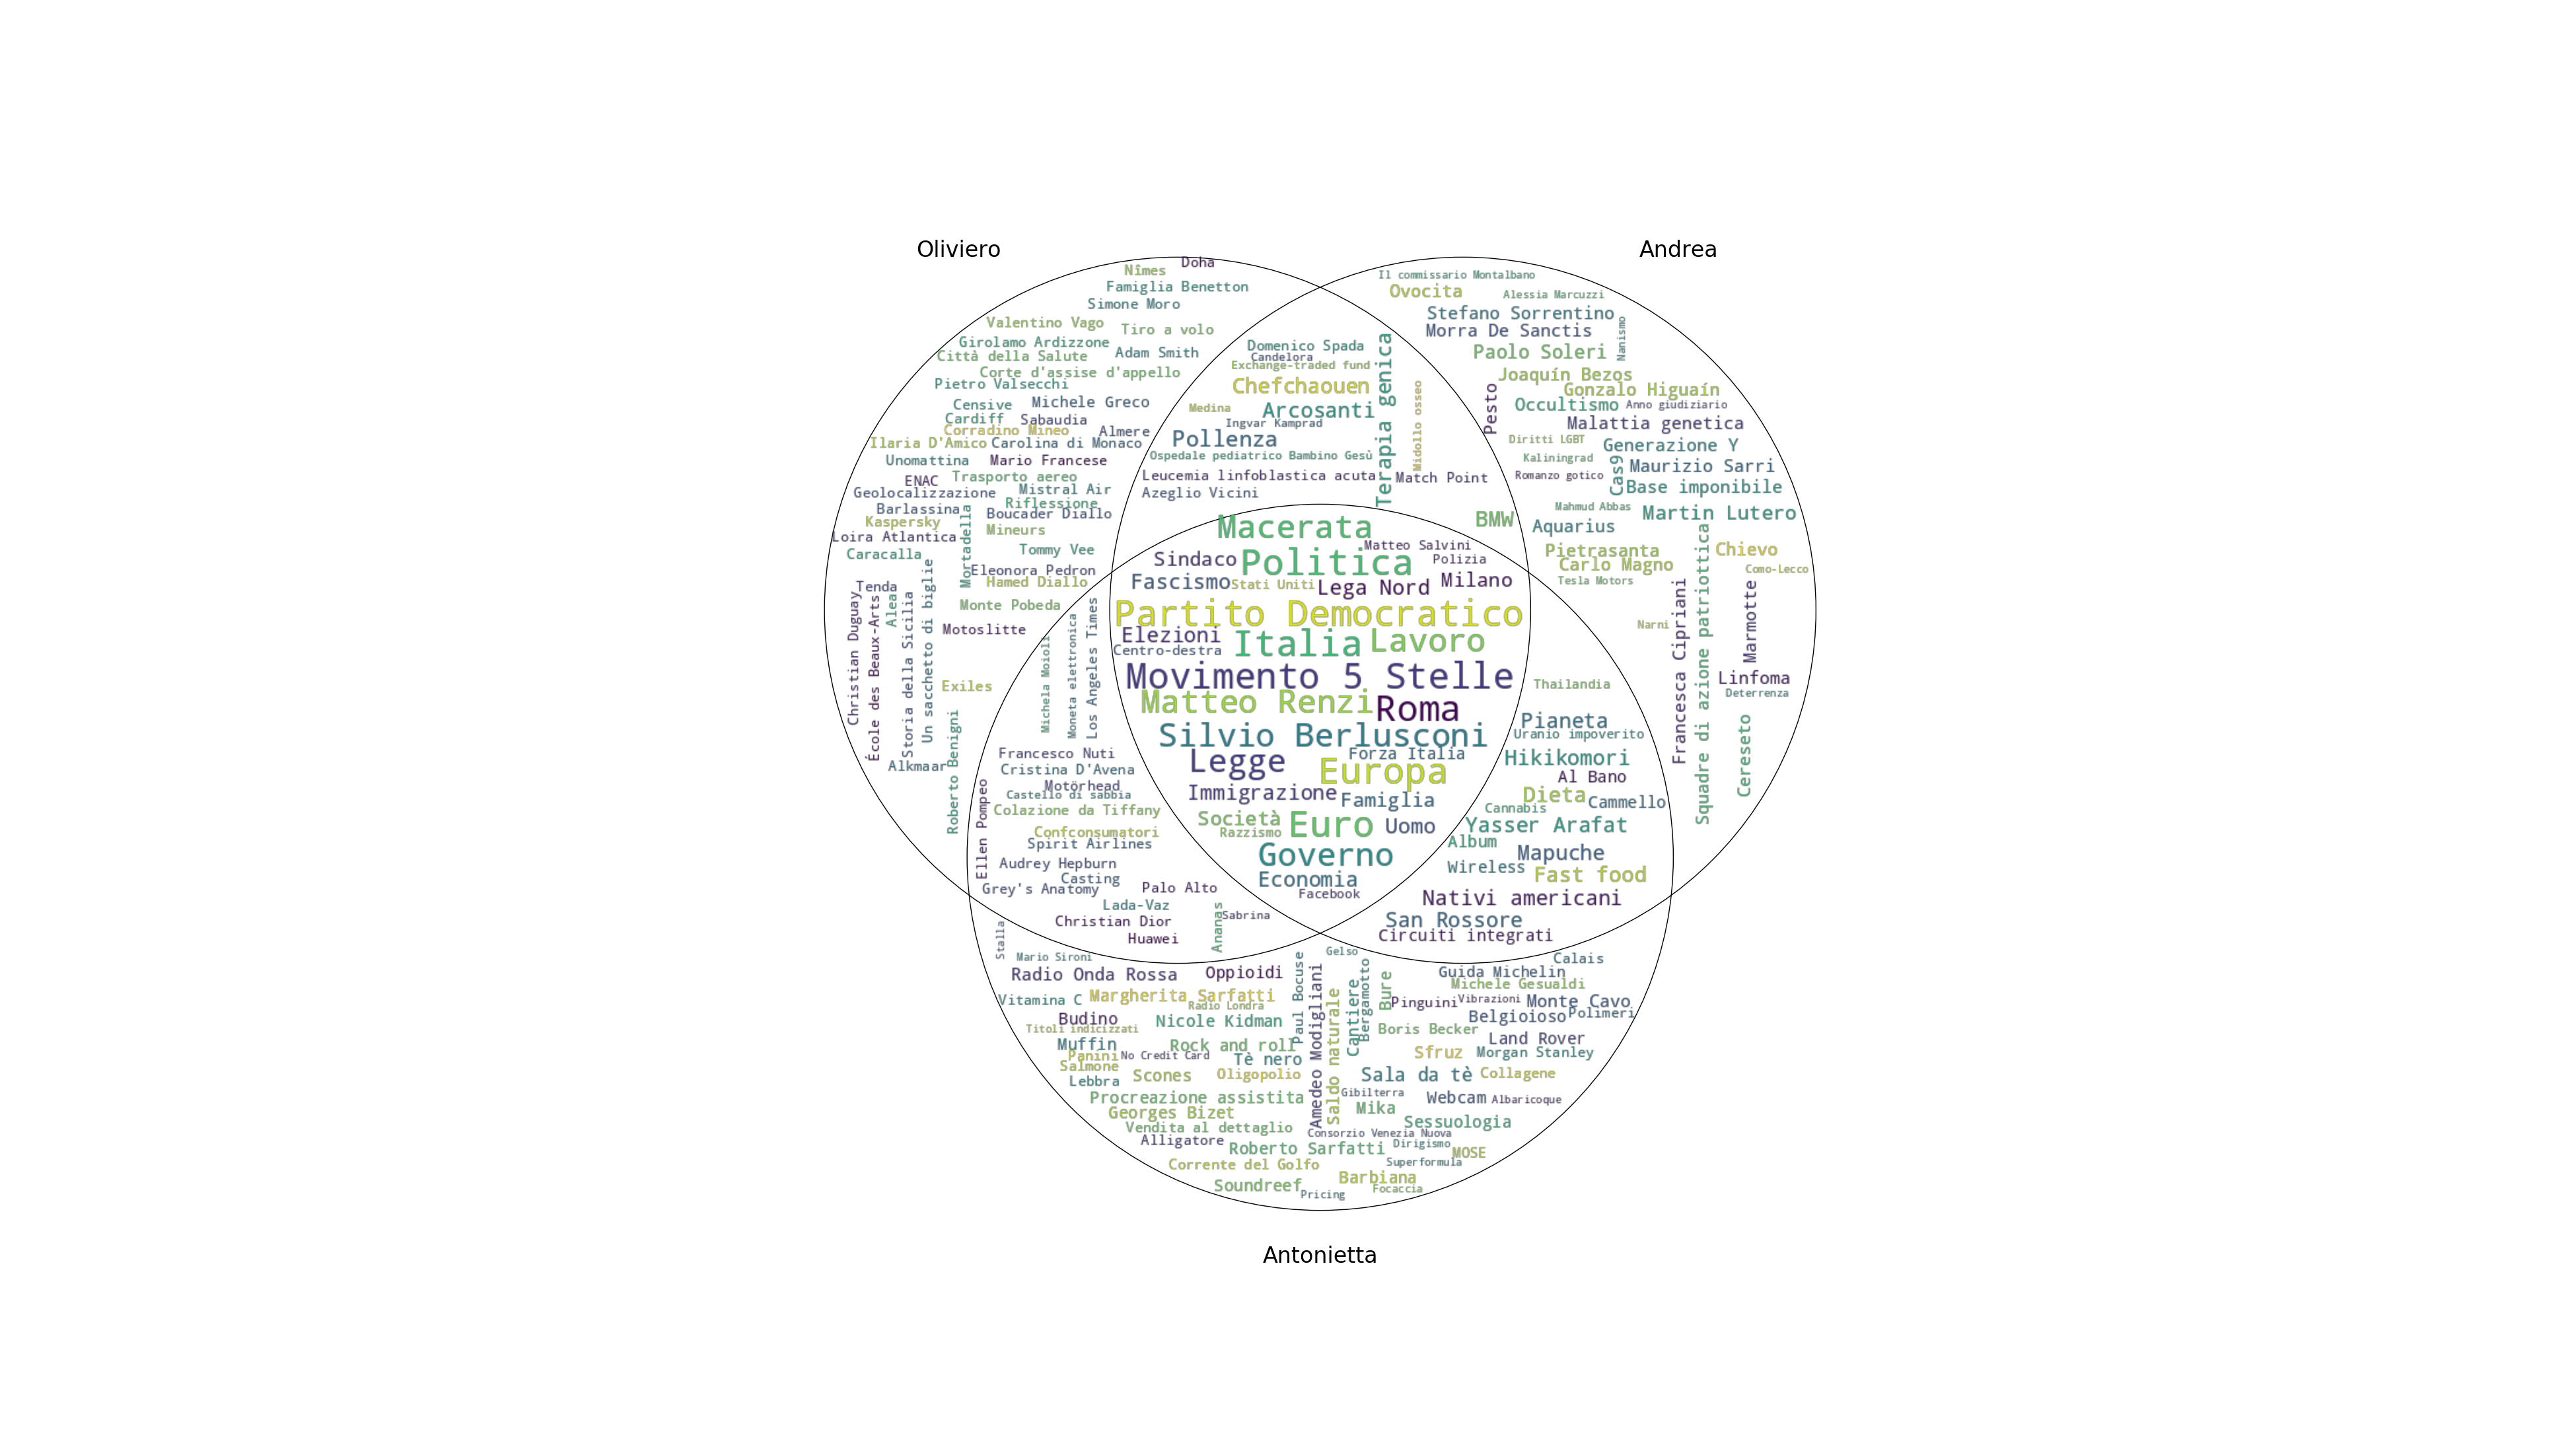 Oliviero
Andrea
Nîmes
Doha
Famiglia Benetton
Simone Moro
Valentino Vago
Tiro a volo
Girolamo Ardizzone
Città della Salute
Adam Smith
Corte d'assise d'appello
Pietro Valsecchi
Censive
Michele Greco
Cardiff
Sabaudia
Corradino Mineo
Almere
Ilaria D'Amico
Carolina di Monaco
Unomattina
Mario Francese
ENAC
Trasporto aereo
Geolocalizzazione
Mistral Air
Riflessione
Barlassina
Boucader Diallo
Kaspersky
Mineurs
Loira Atlantica
Mortadella
Caracalla
Tommy Vee
Eleonora Pedron
Hamed Diallo
Tenda
Monte Pobeda
Motoslitte
Christian Duguay
École des Beaux-Arts
Alea
Storia della Sicilia
Un sacchetto di biglie
Exiles
Alkmaar
Roberto Benigni
Domenico Spada
Candelora
Exchange-traded fund
Chefchaouen
Medina
Arcosanti
Ingvar Kamprad
Pollenza
Ospedale pediatrico Bambino Gesù
Leucemia linfoblastica acuta
Azeglio Vicini
Terapia genica
Midollo osseo
Match Point
BMW
Il commissario Montalbano
Ovocita
Alessia Marcuzzi
Stefano Sorrentino
Morra De Sanctis
Nanismo
Paolo Soleri
Joaquín Bezos
Gonzalo Higuaín
Pesto
Occultismo
Anno giudiziario
Malattia genetica
Diritti LGBT
Generazione Y
Kaliningrad
Cas9
Maurizio Sarri
Romanzo gotico
Base imponibile
Mahmud Abbas
Martin Lutero
Aquarius
Pietrasanta
Chievo
Carlo Magno
Como-Lecco
Tesla Motors
Narni
Francesca Cipriani
Squadre di azione patriottica
Marmotte
Linfoma
Deterrenza
Cereseto
Macerata
Matteo Salvini
Sindaco
Politica
Polizia
Fascismo
Stati Uniti
Lega Nord
Milano
Partito Democratico
Elezioni
Italia
Lavoro
Centro-destra
Movimento 5 Stelle
Matteo Renzi
Roma
Silvio Berlusconi
Legge
Forza Italia
Europa
Immigrazione
Famiglia
Società
Euro
Uomo
Razzismo
Governo
Economia
Facebook
Michela Moioli
Moneta elettronica
Los Angeles Times
Francesco Nuti
Cristina D'Avena
Motörhead
Castello di sabbia
Colazione da Tiffany
Ellen Pompeo
Confconsumatori
Spirit Airlines
Audrey Hepburn
Casting
Grey's Anatomy
Palo Alto
Lada-Vaz
Christian Dior
Ananas
Sabrina
Huawei
Thailandia
Pianeta
Uranio impoverito
Hikikomori
Al Bano
Dieta
Cammello
Cannabis
Yasser Arafat
Album
Mapuche
Wireless
Fast food
Nativi americani
San Rossore
Circuiti integrati
Stalla
Mario Sironi
Radio Onda Rossa
Oppioidi
Vitamina C
Margherita Sarfatti
Radio Londra
Budino
Nicole Kidman
Titoli indicizzati
Muffin
Rock and roll
Panini
No Credit Card
Tè nero
Salmone
Lebbra
Scones
Oligopolio
Procreazione assistita
Georges Bizet
Vendita al dettaglio
Alligatore
Roberto Sarfatti
Corrente del Golfo
Soundreef
Pricing
Paul Bocuse
Amedeo Modigliani
Saldo naturale
Cantiere
Bergamotto
Gelso
Bure
Calais
Guida Michelin
Michele Gesualdi
Pinguini
Vibrazioni
Monte Cavo
Belgioioso
Polimeri
Boris Becker
Land Rover
Sfruz
Morgan Stanley
Sala da tè
Collagene
Gibilterra
Webcam
Albaricoque
Mika
Sessuologia
Consorzio Venezia Nuova
Dirigismo
MOSE
Superformula
Barbiana
Focaccia
Antonietta